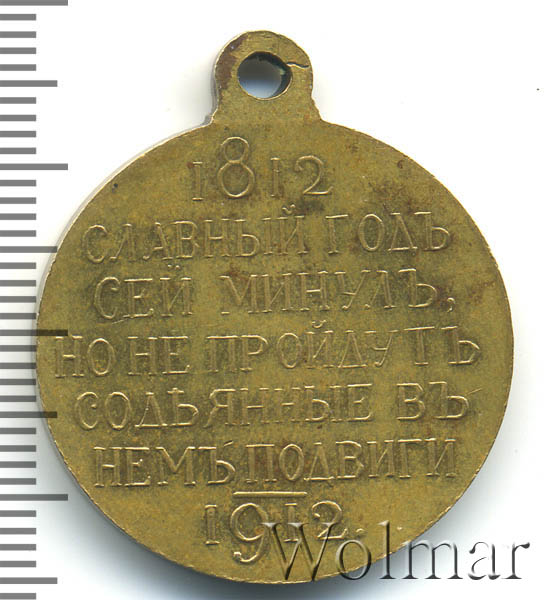 1812
СЛАВНЫЙ ГОДЪ
СЕЙ МИНУЛЪ,
НО НЕ ПРОЙДУТЪ
СОДѢЯННЫЕ ВЪ
НЕМЪ ПОДВИГИ
1912.
Wolmar